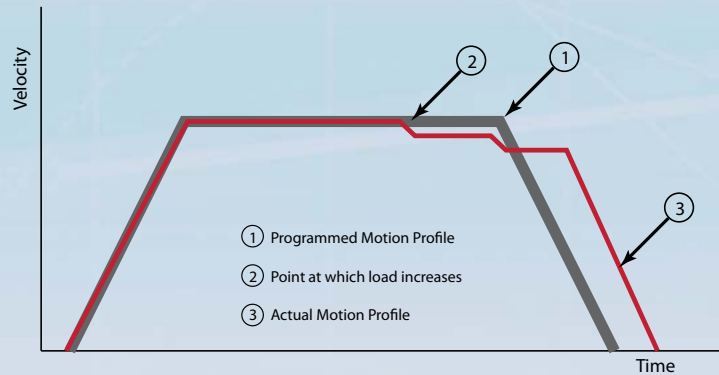 Velocity
2
1
3
1 Programmed Motion Profile
2 Point at which load increases
3 Actual Motion Profile
Time